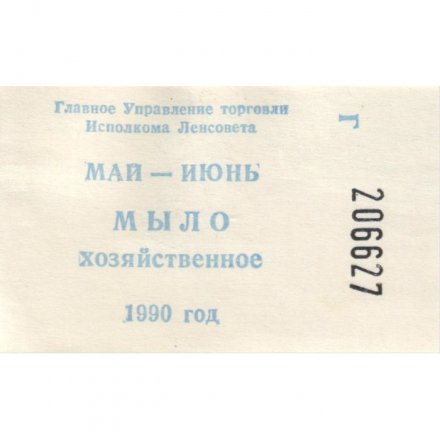 Главное Управление торговли
Исполкома Ленсовета
МАЙ — ИЮНЬ
МЫЛО
хозяйственное
1990 год
Г
206627